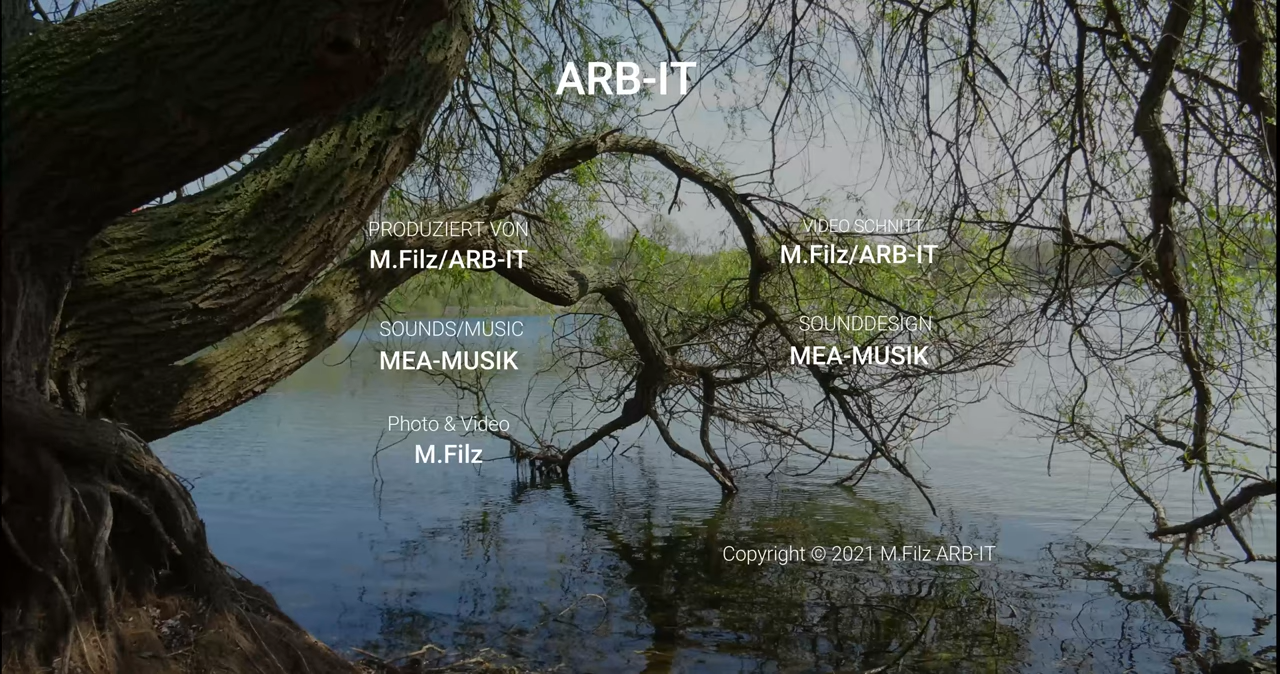 ARB-IT
PRODUZIERT VON
M.Filz/ARB-IT
VIDEO SCHNITT
M.Filz/ARB-IT
SOUNDS/MUSIC
MEA-MUSIK
SOUNDDESIGN
MEA-MUSIK
Photo & Video
M.Filz
Copyright © 2021 M.Filz ARB-IT